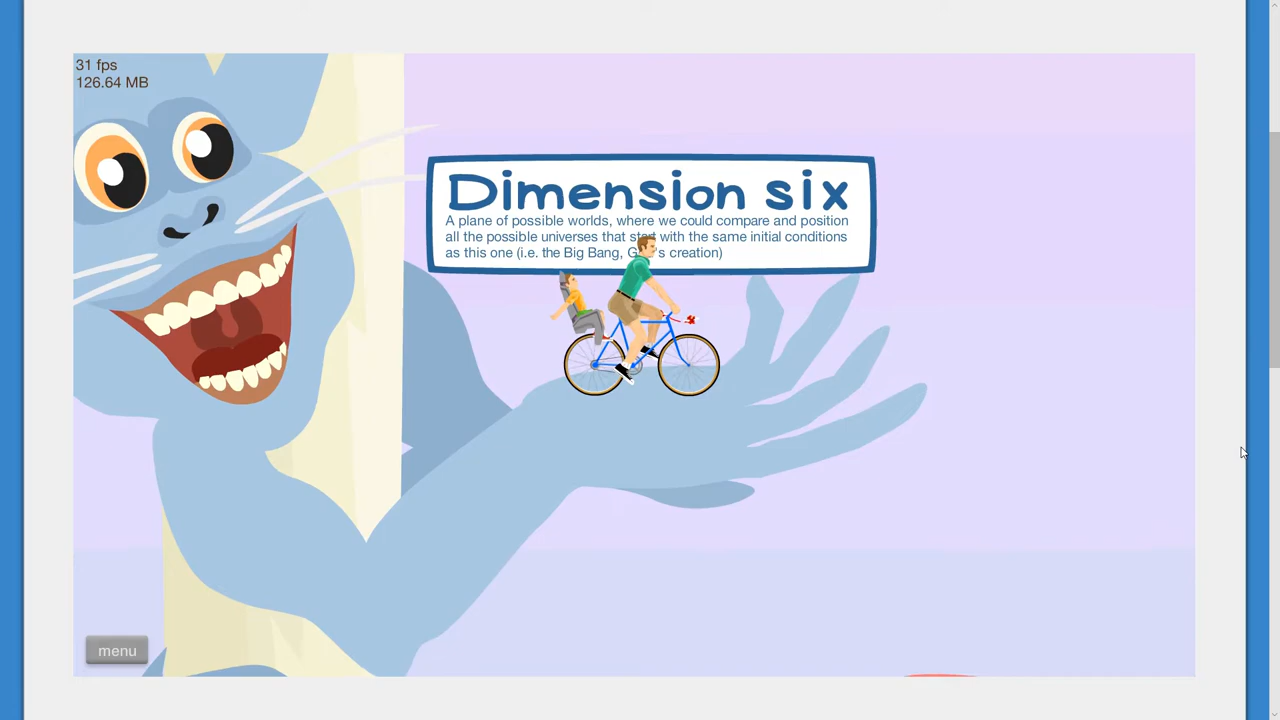 31 fps
126.64 MB
Dimension six
A plane of possible worlds, where we could compare and position
all the possible universes that start with the same initial conditions
as this one (i.e. the Big Bang, creation)
menu